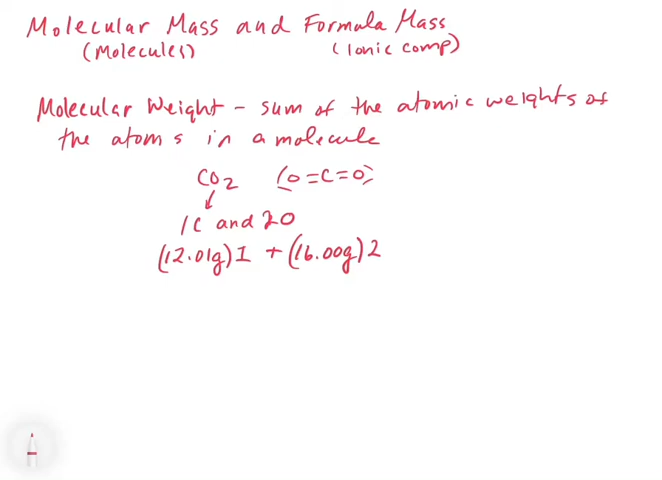 Molecular Mass and Formula Mass
(Molecules) (Ionic comp)
Molecular Weight - sum of the atomic weights of
the atoms in a molecule
CO₂ (O=C=O)
1C and 2O
(12.01g)1 + (16.00g)2